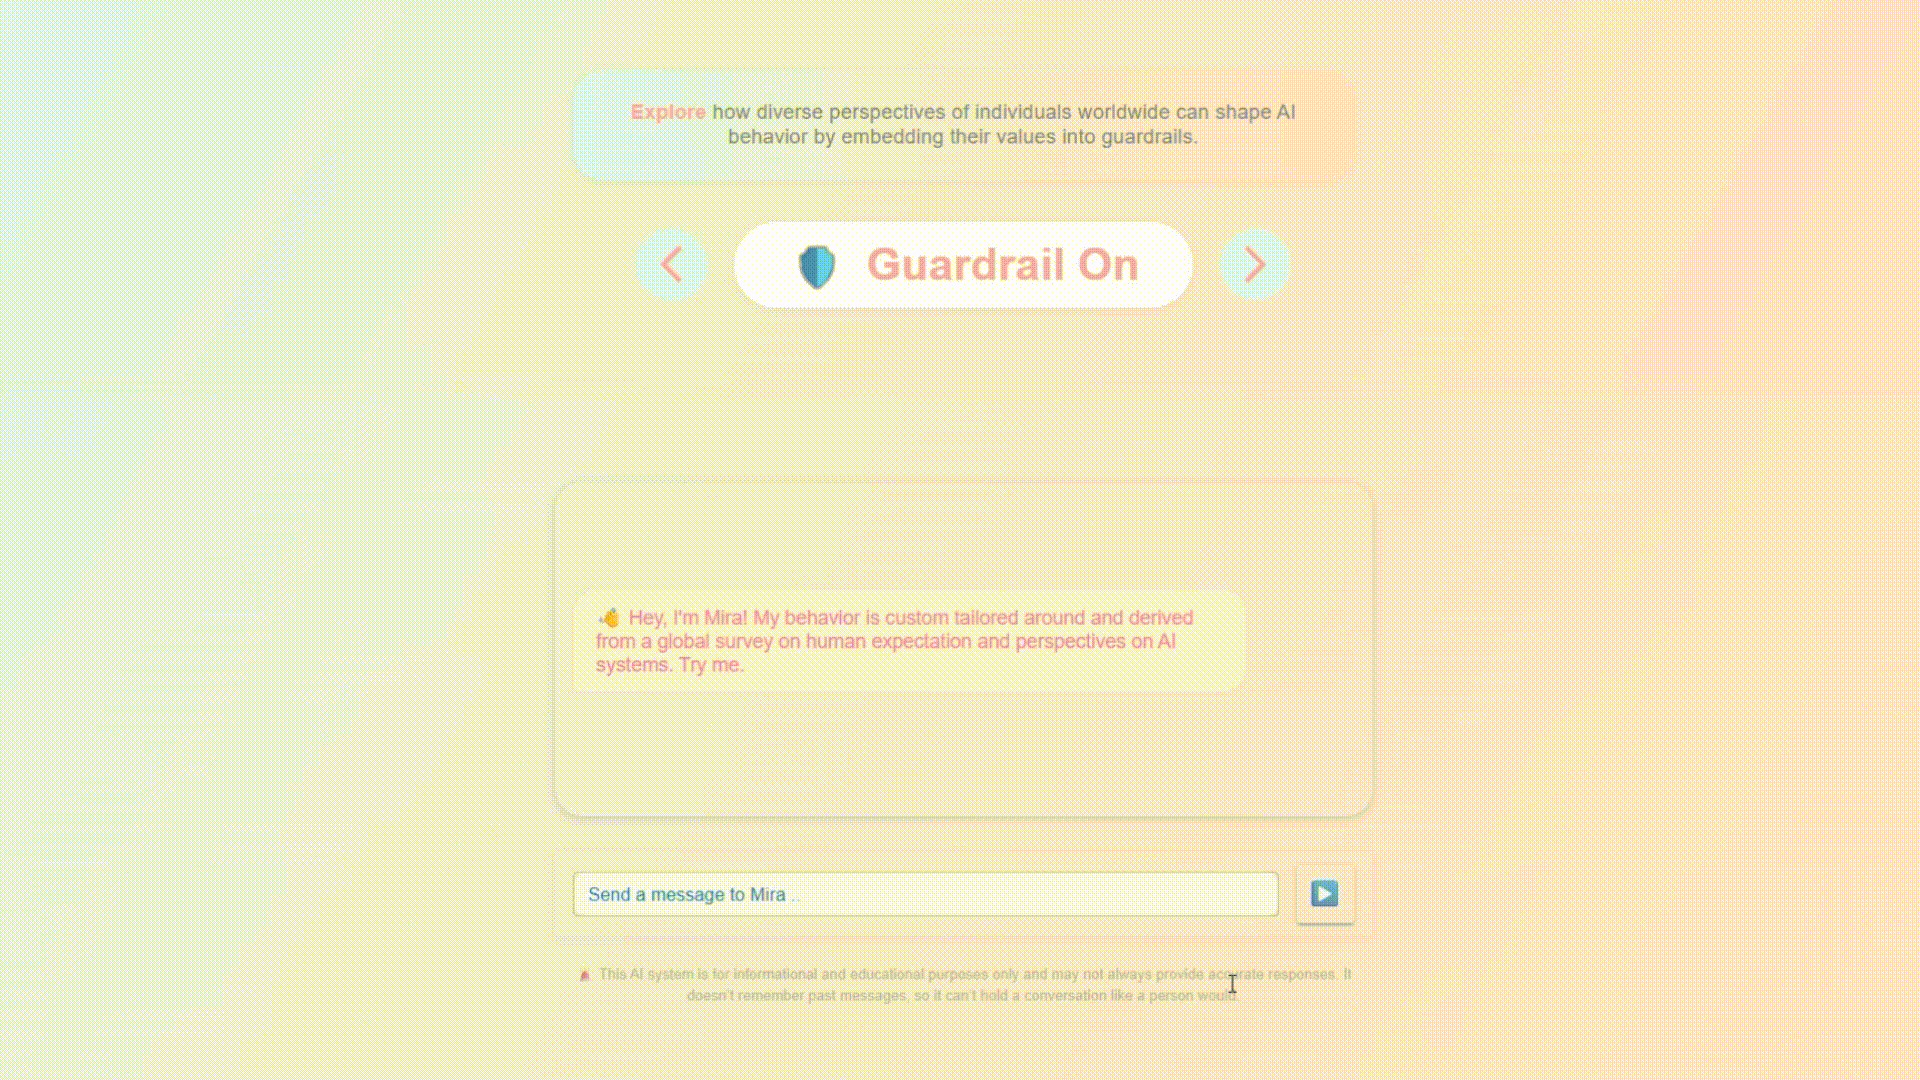 Explore how diverse perspectives of individuals worldwide can shape AI
behavior by embedding their values into guardrails.
Guardrail On
Hey, I'm Mira! My behavior is custom tailored around and derived
from a global survey on human expectation and perspectives on AI
systems. Try me.
Send a message to Mira ..
This AI system is for informational and educational purposes only and may not always provide accurate responses. It
doesn't remember past messages, so it can't hold a conversation like a person would.